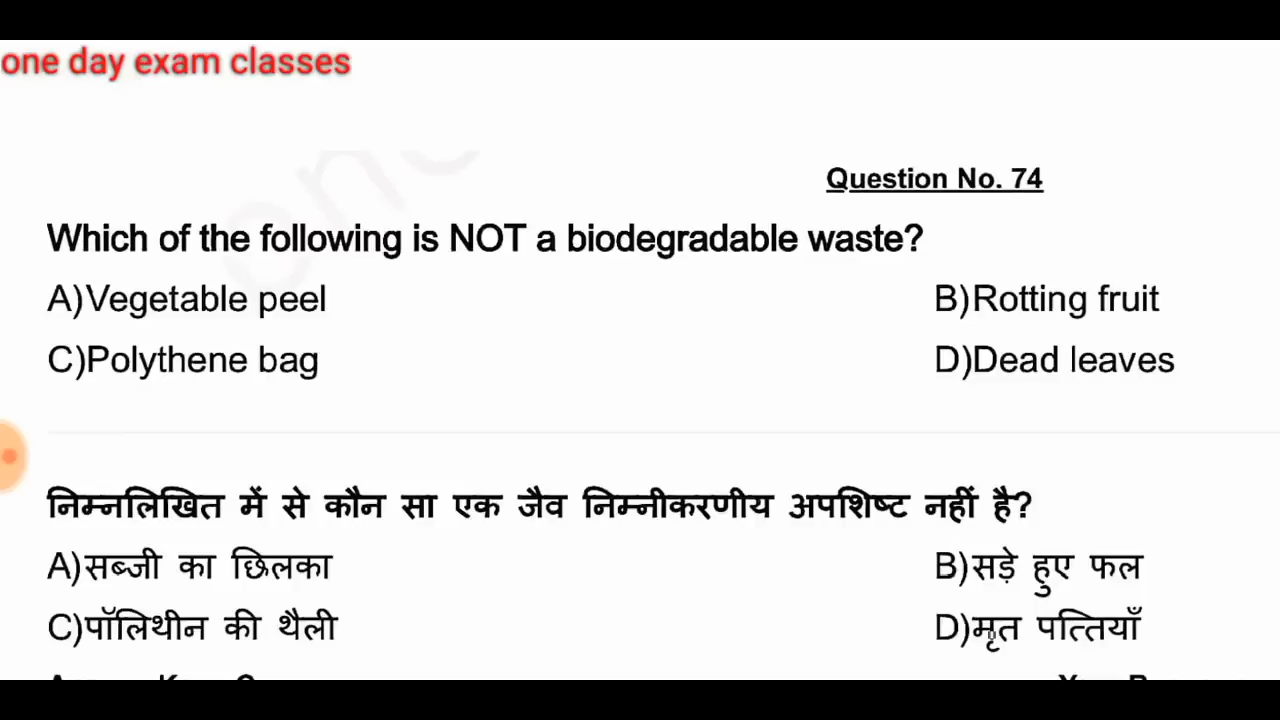 one day exam classes
Question No. 74
Which of the following is NOT a biodegradable waste?
A)Vegetable peel B)Rotting fruit
C)Polythene bag D)Dead leaves
निम्नलिखित में से कौन सा एक जैव निम्नीकरणीय अपशिष्ट नहीं है?
A)सब्जी का छिलका B)सड़े हुए फल
C)पॉलिथीन की थैली D)मृत पत्तियाँ